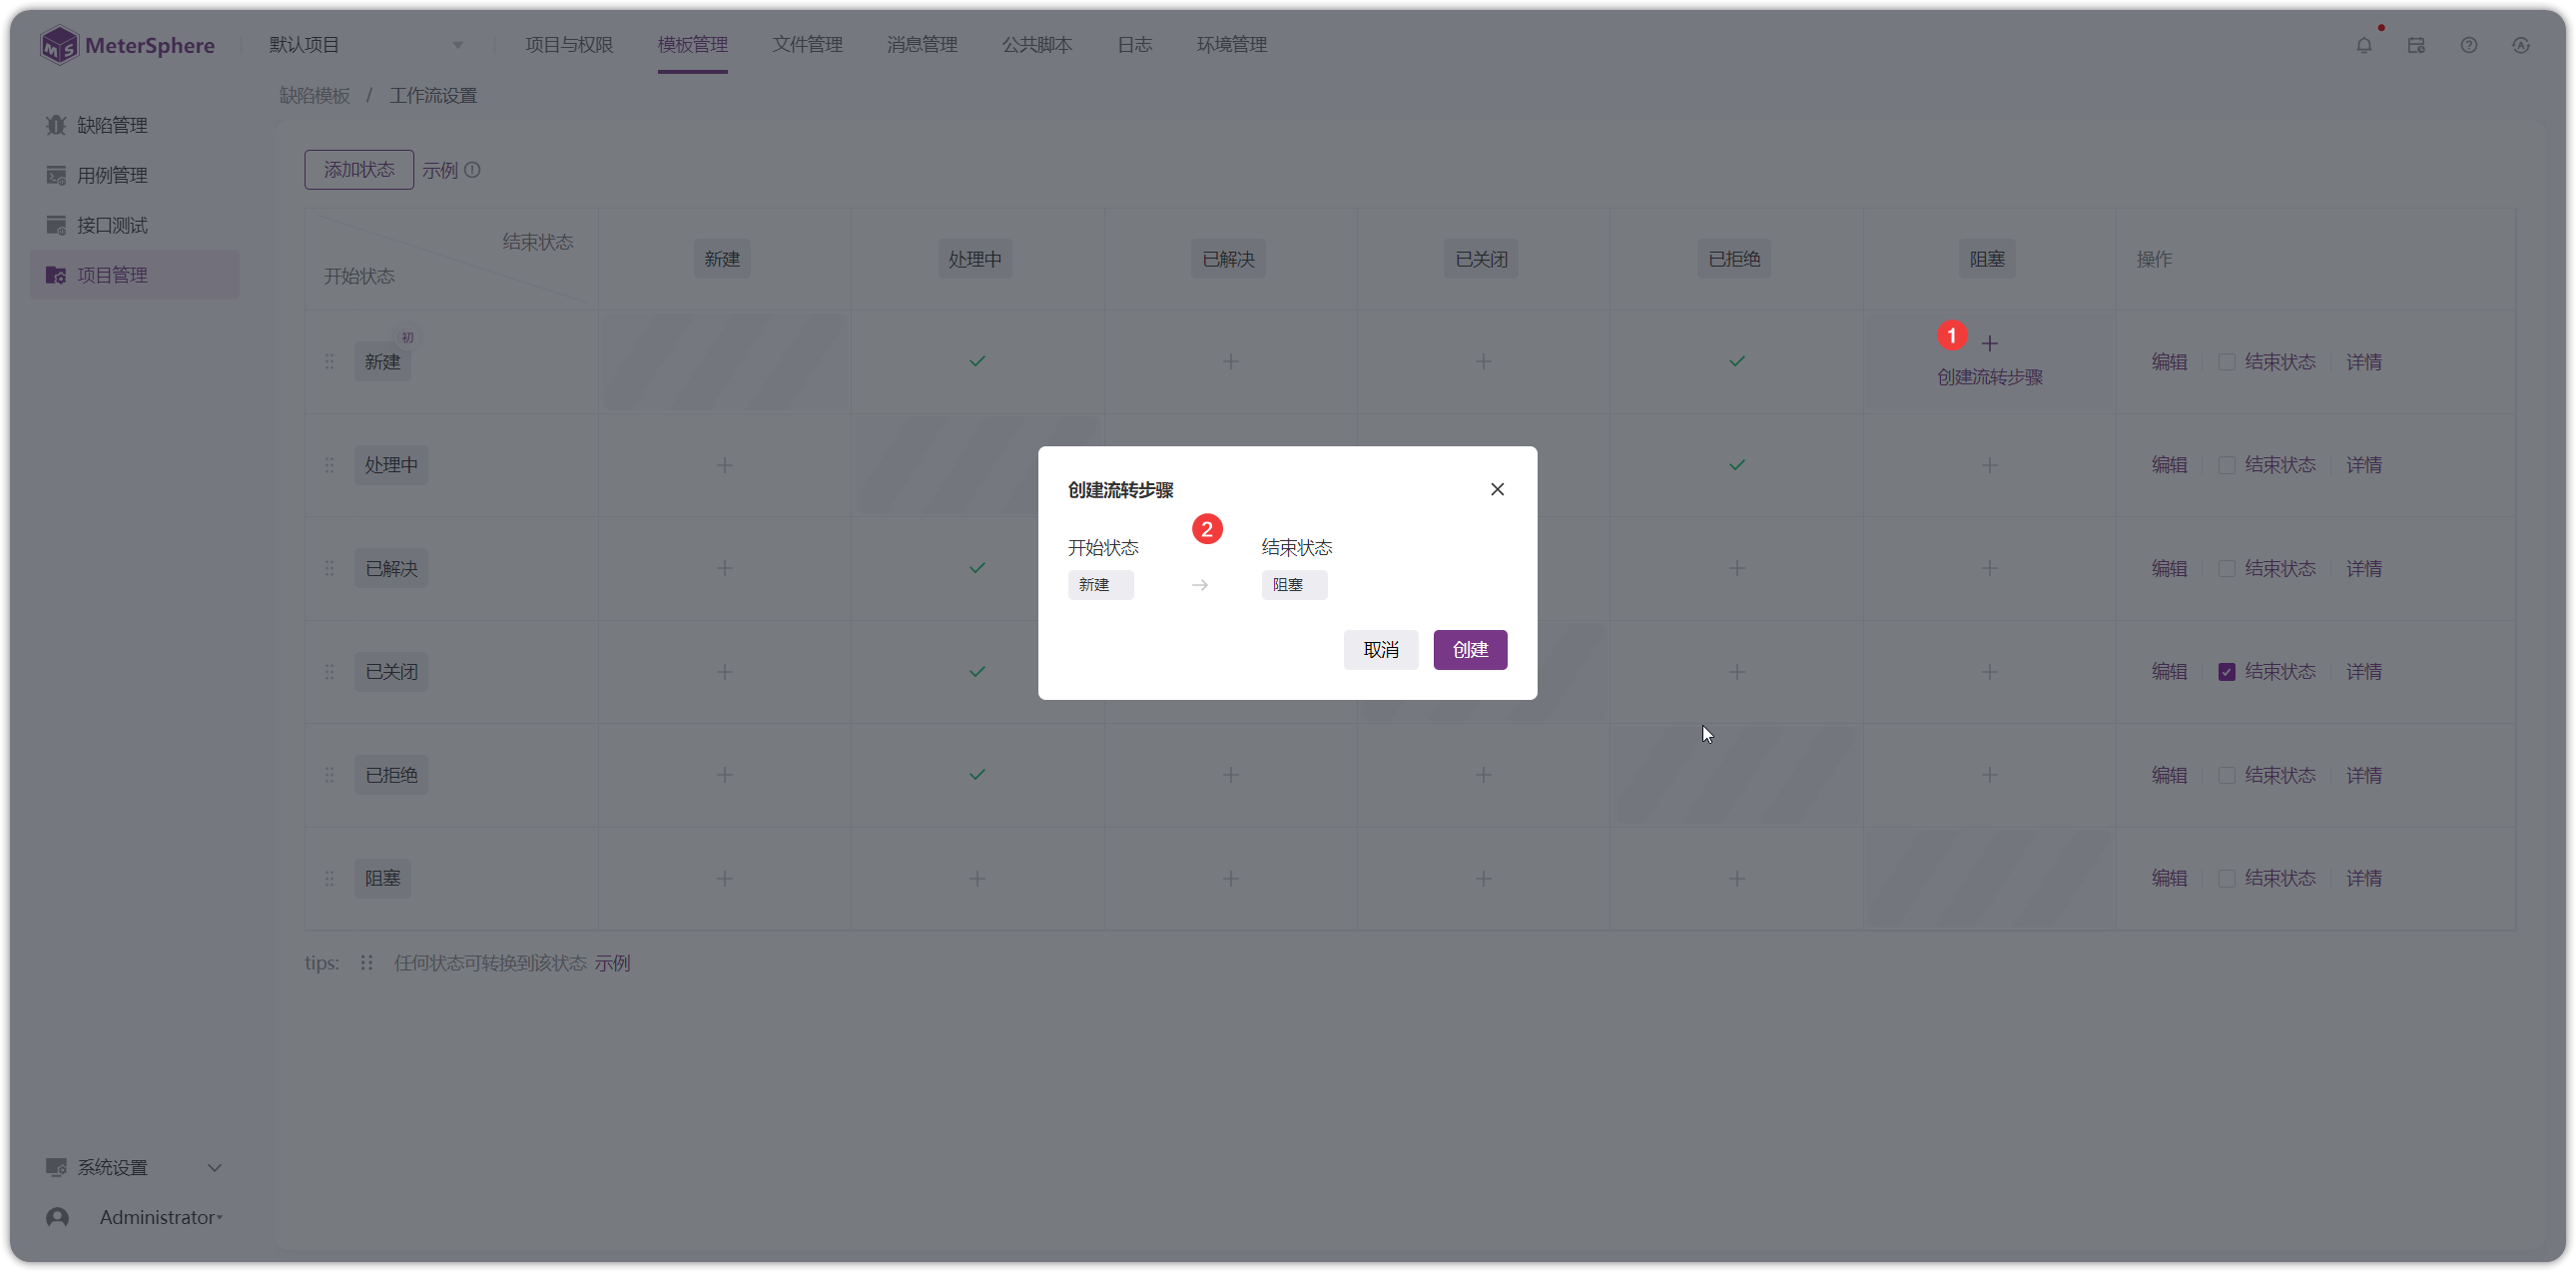 MeterSphere 默认项目 项目与权限 模板管理 文件管理 消息管理 公共脚本 日志 环境管理
缺陷模板 / 工作流设置
缺陷管理
用例管理
接口测试
项目管理
添加状态 示例
结束状态
开始状态
新建 处理中 已解决 已关闭 已拒绝 阻塞 操作
新建 初
1
创建流转步骤
编辑 结束状态 详情
处理中 编辑 结束状态 详情
已解决 编辑 结束状态 详情
已关闭 编辑 结束状态 详情
已拒绝 编辑 结束状态 详情
阻塞 编辑 结束状态 详情
创建流转步骤
2
开始状态 结束状态
新建 → 阻塞
取消 创建
tips: 任何状态可转换到该状态 示例
系统设置
Administrator